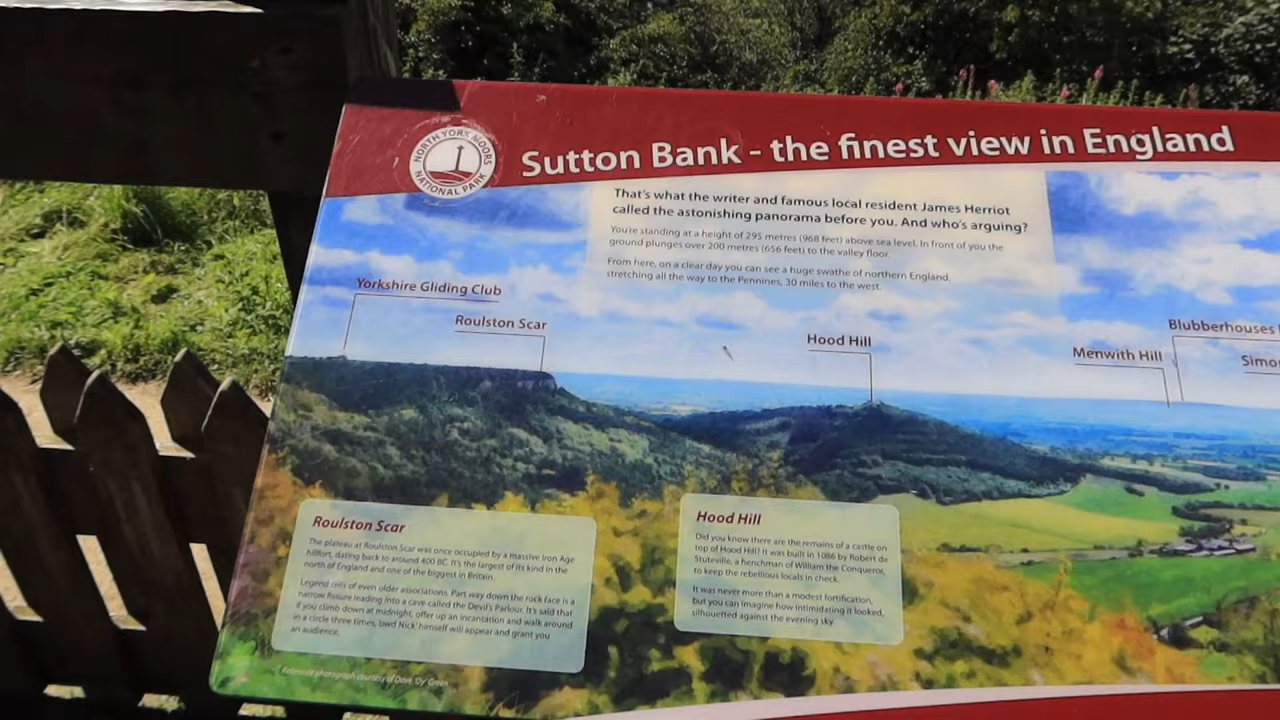 NORTH YORK MOORS
NATIONAL PARK
Sutton Bank - the finest view in England
That's what the writer and famous local resident James Herriot
called the astonishing panorama before you. And who's arguing?
You're standing at a height of 295 metres (968 feet) above sea level. In front of you the
ground plunges over 200 metres (656 feet) to the valley floor.
From here, on a clear day you can see a huge swathe of northern England,
stretching all the way to the Pennines, 30 miles to the west.
Yorkshire Gliding Club
Roulston Scar
Hood Hill
Menwith Hill
Blubberhouses
Simo
Roulston Scar
The plateau at Roulston Scar was once occupied by a massive Iron Age
hillfort, dating back to around 400 BC. It's the largest of its kind in the
north of England and one of the biggest in Britain.
Legend tells of even older associations. Part way down the rock face is a
narrow fissure leading into a cave called the Devil's Parlour. It's said that
if you climb down at midnight, offer up an incantation and walk around
in a circle three times, 'owd Nick' himself will appear and grant you
an audience.
Hood Hill
Did you know there are the remains of a castle on
top of Hood Hill? It was built in 1086 by Robert de
Stuteville, a henchman of William the Conqueror,
to keep the rebellious locals in check.
It was never more than a modest fortification,
but you can imagine how intimidating it looked,
silhouetted against the evening sky.
photograph courtesy of Dave 'Oy' Green